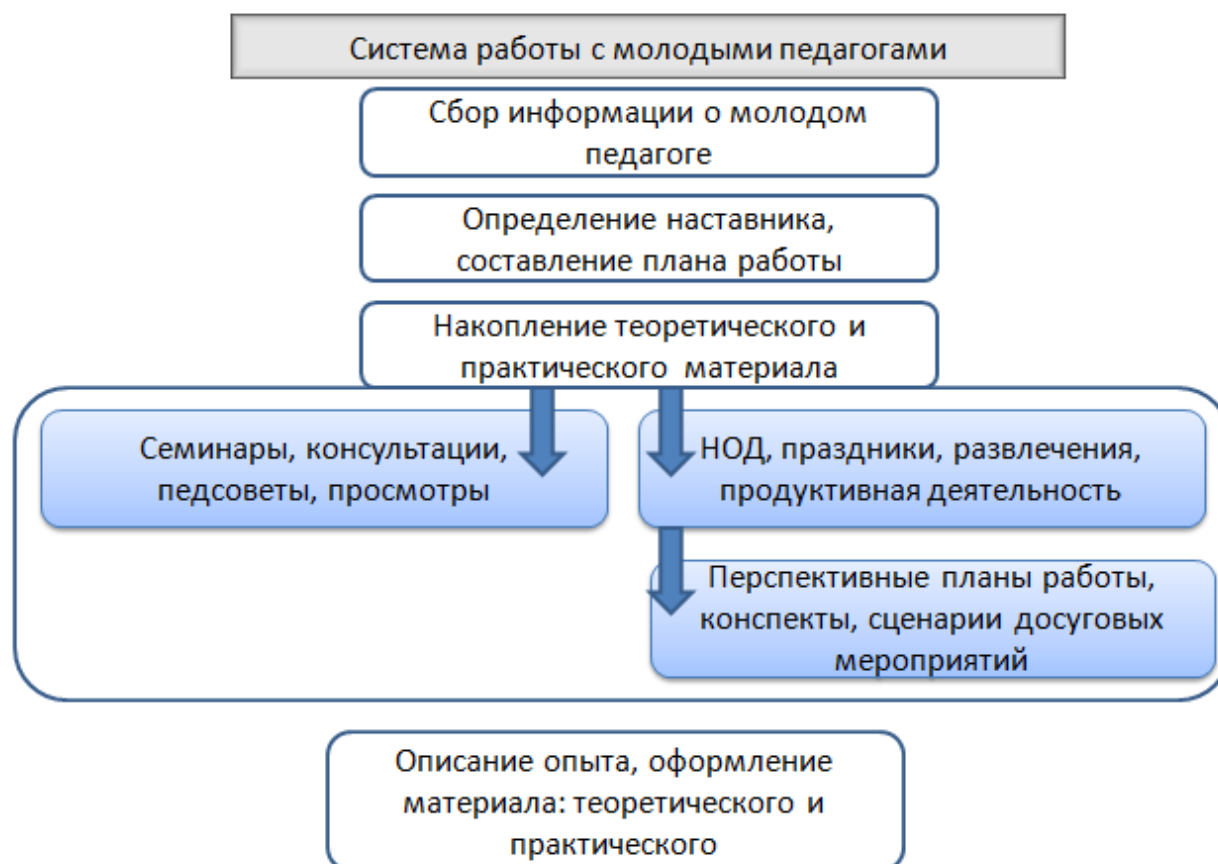 Система работы с молодыми педагогами
Сбор информации о молодом
педагоге
Определение наставника,
составление плана работы
Накопление теоретического и
практического материала
Семинары, консультации,
педсоветы, просмотры
НОД, праздники, развлечения,
продуктивная деятельность
Перспективные планы работы,
конспекты, сценарии досуговых
мероприятий
Описание опыта, оформление
материала: теоретического и
практического